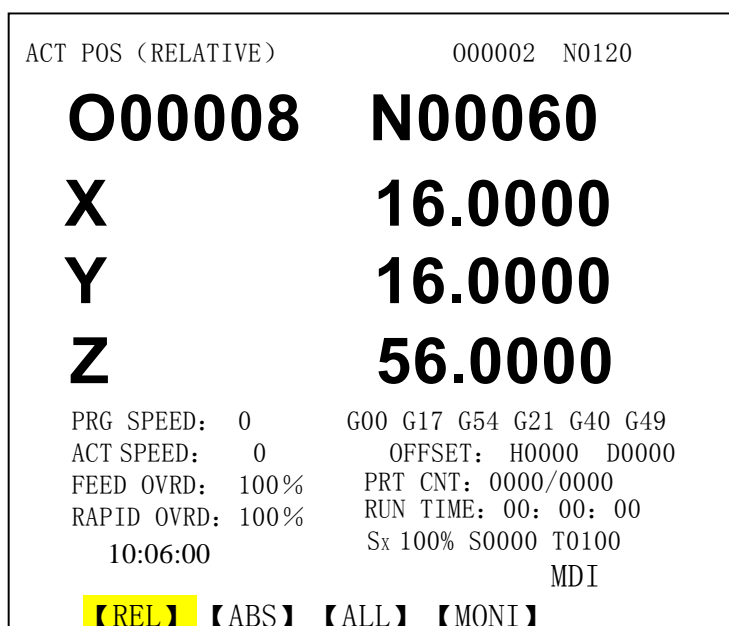 ACT POS（RELATIVE） O00002 N0120
O00008 N00060
X 16.0000
Y 16.0000
Z 56.0000
PRG SPEED： 0 G00 G17 G54 G21 G40 G49
ACT SPEED： 0 OFFSET： H0000 D0000
FEED OVRD： 100％ PRT CNT： 0000/0000
RAPID OVRD： 100％ RUN TIME： 00： 00： 00
10:06:00 Sx 100% S0000 T0100
MDI
【REL】 【ABS】 【ALL】 【MONI】